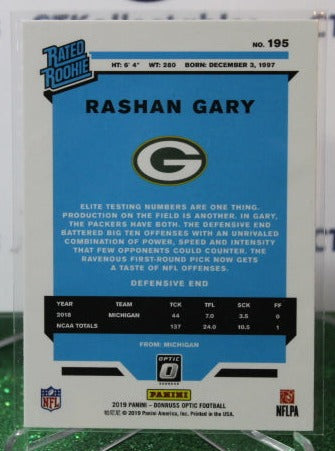 RATED
ROOKIE
NO. 195
HT: 6' 4" WT: 280 BORN: DECEMBER 3, 1997
RASHAN GARY
G
ELITE TESTING NUMBERS ARE ONE THING.
PRODUCTION ON THE FIELD IS ANOTHER. IN GARY,
THE PACKERS HAVE BOTH. THE DEFENSIVE END
BATTERED BIG TEN OFFENSES WITH AN UNRIVALED
COMBINATION OF POWER, SPEED AND INTENSITY
THAT FEW OPPONENTS COULD COUNTER. THE
RAVENOUS FIRST-ROUND PICK NOW GETS
A TASTE OF NFL OFFENSES.
DEFENSIVE END
YEAR TEAM TCK TFL SCK FF
2018 MICHIGAN 44 7.0 3.5 0
NCAA TOTALS 137 24.0 10.5 1
FROM: MICHIGAN
NFL
OPTIC
DONRUSS
PANINI
NFLPA
2019 PANINI - DONRUSS OPTIC FOOTBALL
帕尼尼 © 2019 Panini America, Inc. Printed in the USA.